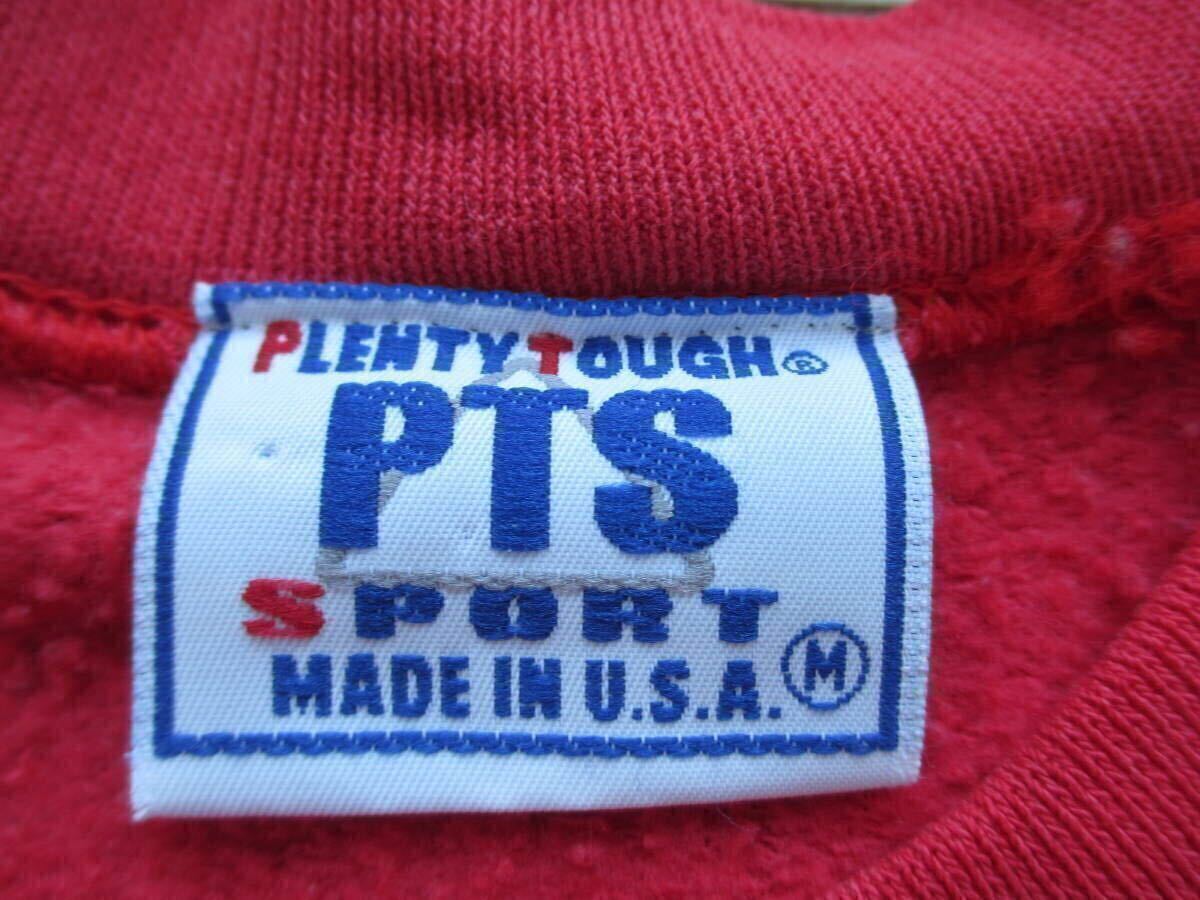 PLENTY TOUGH®
PTS
SPORT
MADE IN U.S.A. M